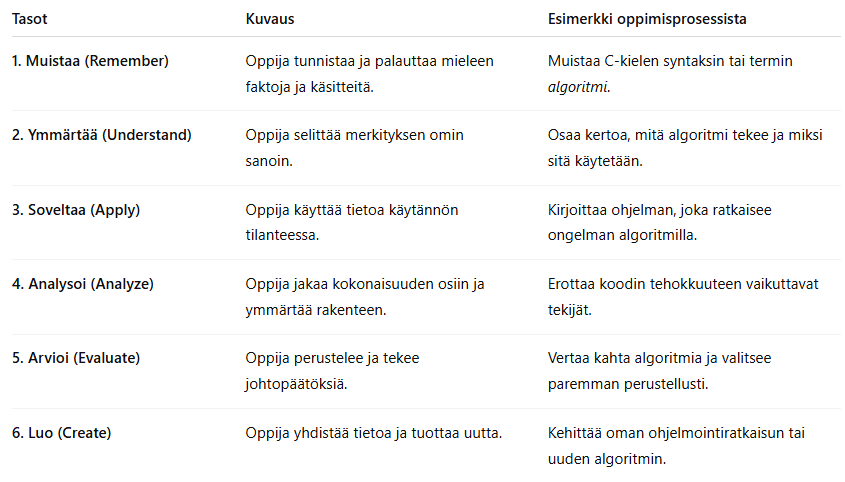 Tasot Kuvaus Esimerkki oppimisprosessista
1. Muistaa (Remember) Oppija tunnistaa ja palauttaa mieleen Muistaa C-kielen syntaksin tai termin
faktoja ja käsitteitä. algoritmi.
2. Ymmärtää (Understand) Oppija selittää merkityksen omin Osaa kertoa, mitä algoritmi tekee ja miksi
sanoin. sitä käytetään.
3. Soveltaa (Apply) Oppija käyttää tietoa käytännön Kirjoittaa ohjelman, joka ratkaisee
tilanteessa. ongelman algoritmilla.
4. Analysoi (Analyze) Oppija jakaa kokonaisuuden osiin ja Erottaa koodin tehokkuuteen vaikuttavat
ymmärtää rakenteen. tekijät.
5. Arvioi (Evaluate) Oppija perustelee ja tekee Vertaa kahta algoritmia ja valitsee
johtopäätöksiä. paremman perustellusti.
6. Luo (Create) Oppija yhdistää tietoa ja tuottaa uutta. Kehittää oman ohjelmointiratkaisun tai
uuden algoritmin.